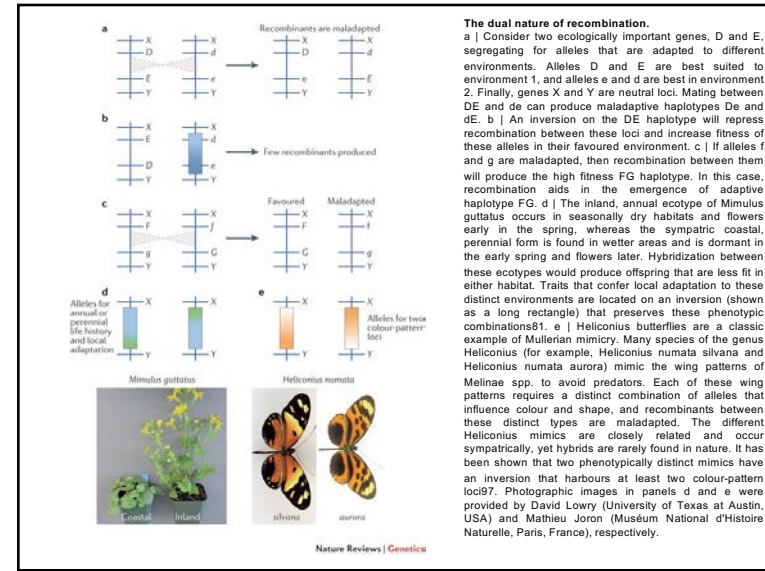 a
Recombinants are maladapted
X X X X
D d D d
E e e E
Y Y Y Y
b
X X
E d
Few recombinants produced
D e
Y Y
c
Favoured Maladapted
X X X X
F f F f
g G G g
Y Y Y Y
d
Alleles for
annual or
perennial
life history
and local
adaptation
X
Y
e
X
Alleles for two
colour-pattern
loci
Y
Mimulus guttatus
Coastal Inland
Heliconius numata
silvana aurora
Nature Reviews | Genetics
The dual nature of recombination.
a | Consider two ecologically important genes, D and E,
segregating for alleles that are adapted to different
environments. Alleles D and E are best suited to
environment 1, and alleles e and d are best in environment
2. Finally, genes X and Y are neutral loci. Mating between
DE and de can produce maladaptive haplotypes De and
dE. b | An inversion on the DE haplotype will repress
recombination between these loci and increase fitness of
these alleles in their favoured environment. c | If alleles f
and g are maladapted, then recombination between them
will produce the high fitness FG haplotype. In this case,
recombination aids in the emergence of adaptive
haplotype FG. d | The inland, annual ecotype of Mimulus
guttatus occurs in seasonally dry habitats and flowers
early in the spring, whereas the sympatric coastal,
perennial form is found in wetter areas and is dormant in
the early spring and flowers later. Hybridization between
these ecotypes would produce offspring that are less fit in
either habitat. Traits that confer local adaptation to these
distinct environments are located on an inversion (shown
as a long rectangle) that preserves these phenotypic
combinations81. e | Heliconius butterflies are a classic
example of Mullerian mimicry. Many species of the genus
Heliconius (for example, Heliconius numata silvana and
Heliconius numata aurora) mimic the wing patterns of
Melinae spp. to avoid predators. Each of these wing
patterns requires a distinct combination of alleles that
influence colour and shape, and recombinants between
these distinct types are maladapted. The different
Heliconius mimics are closely related and occur
sympatrically, yet hybrids are rarely found in nature. It has
been shown that two phenotypically distinct mimics have
an inversion that harbours at least two colour-pattern
loci97. Photographic images in panels d and e were
provided by David Lowry (University of Texas at Austin,
USA) and Mathieu Joron (Muséum National d'Histoire
Naturelle, Paris, France), respectively.